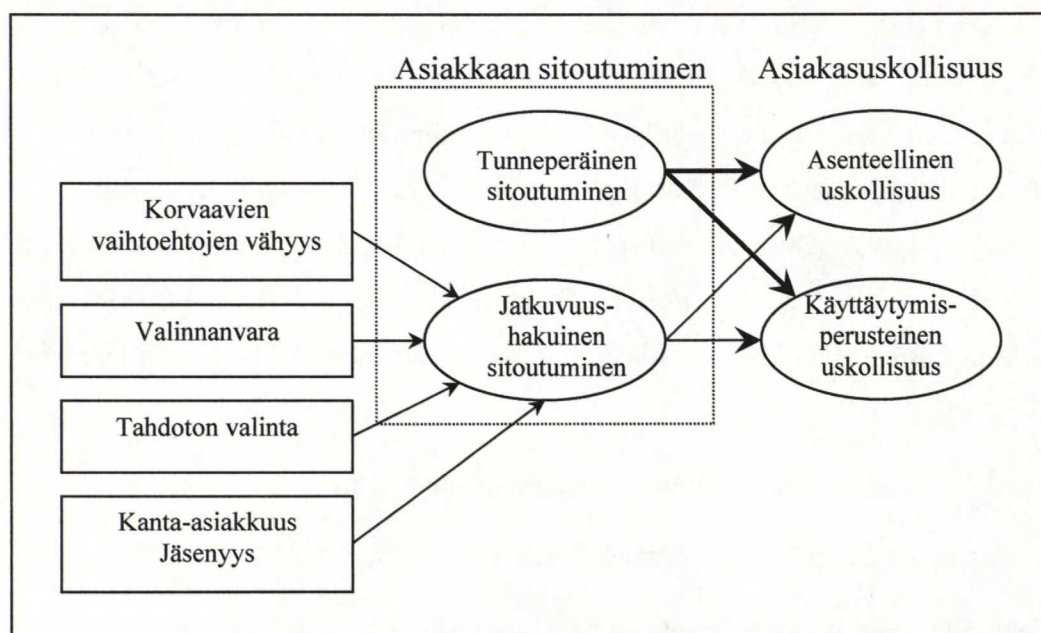 Asiakkaan sitoutuminen
Asiakasuskollisuus
Tunneperäinen
sitoutuminen
Asenteellinen
uskollisuus
Korvaavien
vaihtoehtojen vähyys
Valinnanvara
Tahdoton valinta
Kanta-asiakkuus
Jäsenyys
Jatkuvuus-
hakuinen
sitoutuminen
Käyttäytymis-
perusteinen
uskollisuus